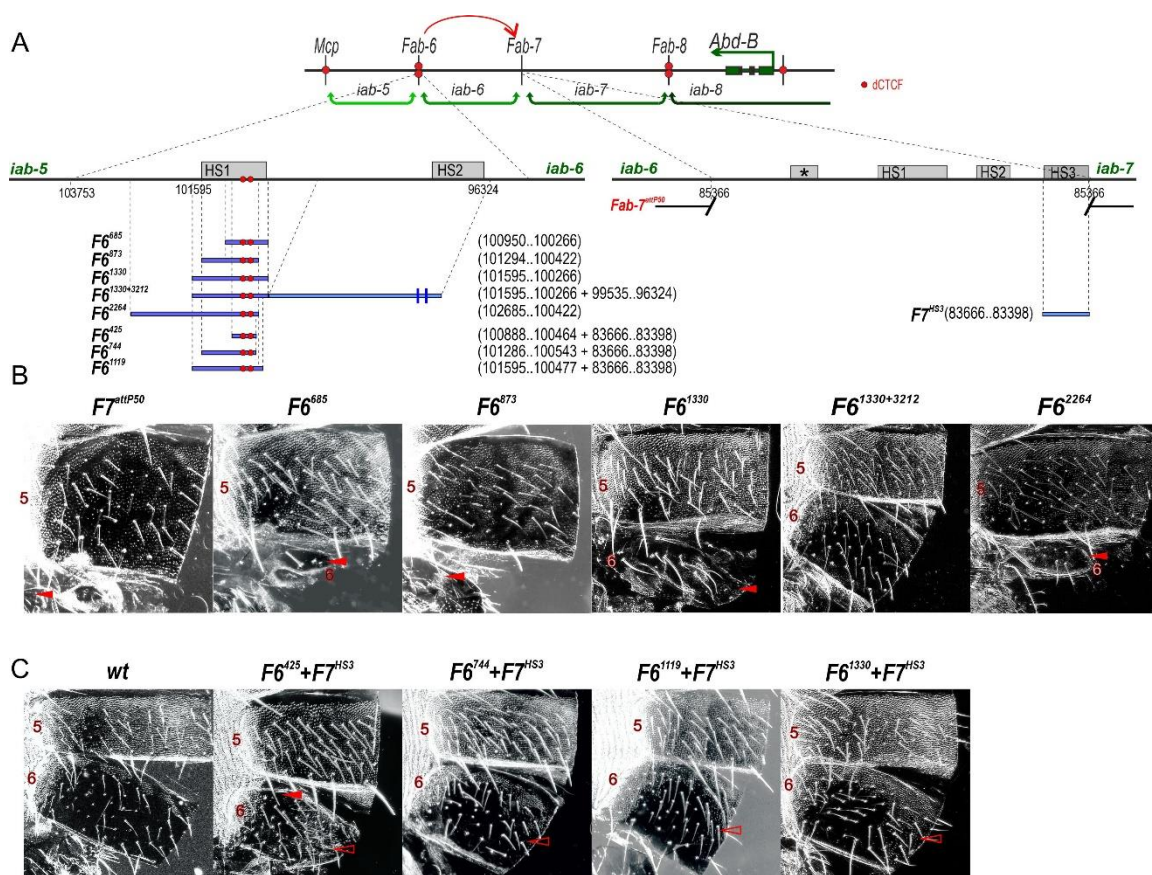 A
Mcp Fab-6 Fab-7 Fab-8 Abd-B
iab-5 iab-6 iab-7 iab-8 dCTCF
iab-5 HS1 HS2 iab-6 iab-6 * HS1 HS2 HS3 iab-7
103753 101595 96324 85366 85366
Fab-7attP50
F6685 (100950..100266)
F6873 (101294..100422)
F61330 (101595..100266)
F61330+3212 (101595..100266 + 99535..96324)
F62264 (102685..100422) F7HS3 (83666..83398)
F6425 (100888..100464 + 83666..83398)
F6744 (101286..100543 + 83666..83398)
F61119 (101595..100477 + 83666..83398)
B
F7attP50 F6685 F6873 F61330 F61330+3212 F62264
5 5 5 5 5 5
6 6 6 6
C
wt F6425+F7HS3 F6744+F7HS3 F61119+F7HS3 F61330+F7HS3
5 5 5 5 5
6 6 6 6 6